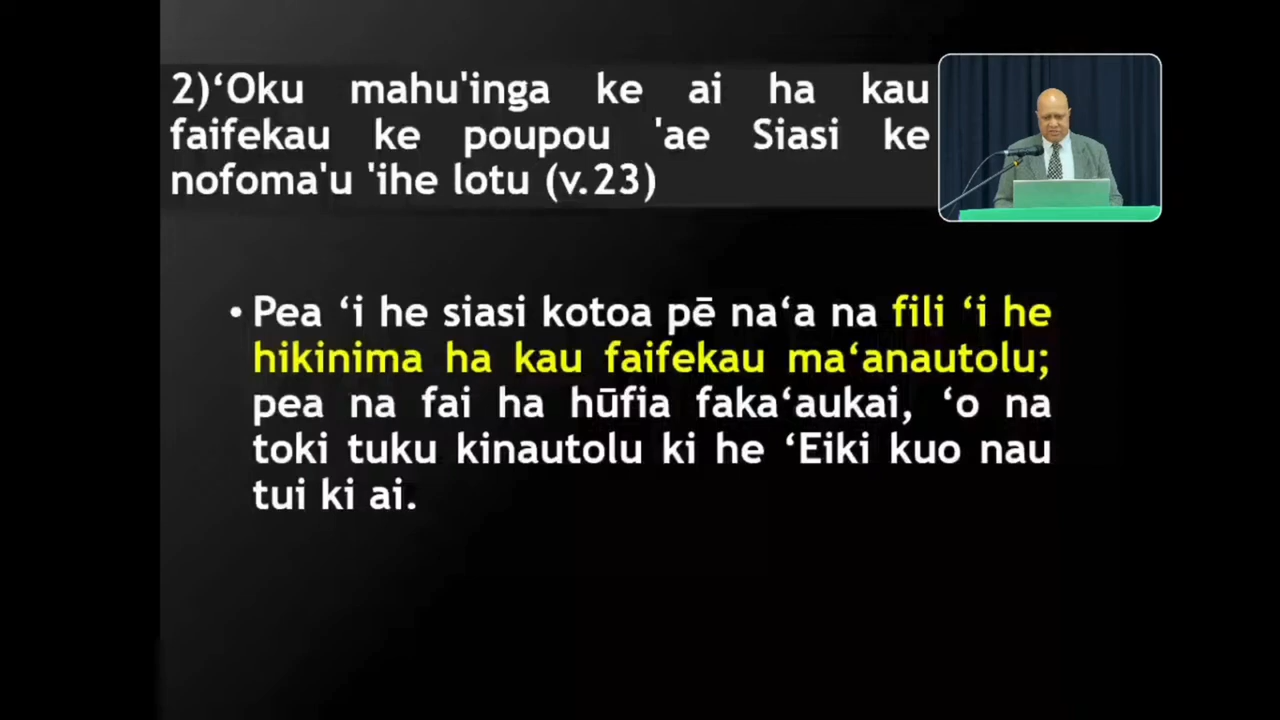 2)‘Oku mahu'inga ke ai ha kau
faifekau ke poupou 'ae Siasi ke
nofoma'u 'ihe lotu (v.23)
• Pea ‘i he siasi kotoa pē na‘a na fili ‘i he
hikinima ha kau faifekau ma‘anautolu;
pea na fai ha hūfia faka‘aukai, ‘o na
toki tuku kinautolu ki he ‘Eiki kuo nau
tui ki ai.